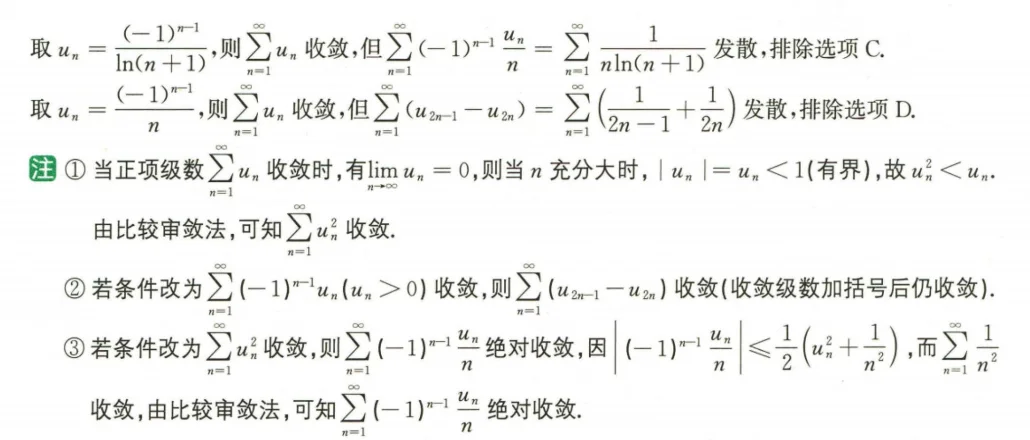 取 $u_n = \frac{(-1)^{n-1}}{\ln(n+1)}$,则 $\sum_{n=1}^{\infty} u_n$ 收敛,但 $\sum_{n=1}^{\infty} (-1)^{n-1} \frac{u_n}{n} = \sum_{n=1}^{\infty} \frac{1}{n\ln(n+1)}$ 发散,排除选项 C.
取 $u_n = \frac{(-1)^{n-1}}{n}$,则 $\sum_{n=1}^{\infty} u_n$ 收敛,但 $\sum_{n=1}^{\infty} (u_{2n-1} - u_{2n}) = \sum_{n=1}^{\infty} \left( \frac{1}{2n-1} + \frac{1}{2n} \right)$ 发散,排除选项 D.
注 ① 当正项级数 $\sum_{n=1}^{\infty} u_n$ 收敛时,有 $\lim_{n \to \infty} u_n = 0$,则当 n 充分大时, $| u_n | = u_n < 1$(有界),故 $u_n^2 < u_n$.
由比较审敛法,可知 $\sum_{n=1}^{\infty} u_n^2$ 收敛.
② 若条件改为 $\sum_{n=1}^{\infty} (-1)^{n-1} u_n (u_n > 0)$ 收敛,则 $\sum_{n=1}^{\infty} (u_{2n-1} - u_{2n})$ 收敛(收敛级数加括号后仍收敛).
③ 若条件改为 $\sum_{n=1}^{\infty} u_n^2$ 收敛,则 $\sum_{n=1}^{\infty} (-1)^{n-1} \frac{u_n}{n}$ 绝对收敛,因 $\left| (-1)^{n-1} \frac{u_n}{n} \right| \leqslant \frac{1}{2} \left( u_n^2 + \frac{1}{n^2} \right)$,而 $\sum_{n=1}^{\infty} \frac{1}{n^2}$
收敛,由比较审敛法,可知 $\sum_{n=1}^{\infty} (-1)^{n-1} \frac{u_n}{n}$ 绝对收敛.